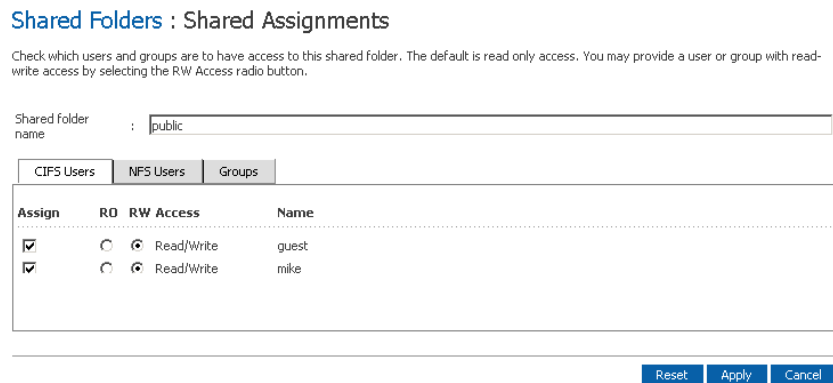 Shared Folders : Shared Assignments
Check which users and groups are to have access to this shared folder. The default is read only access. You may provide a user or group with read-
write access by selecting the RW Access radio button.
Shared folder
name : public
CIFS Users NFS Users Groups
Assign RO RW Access Name
Read/Write guest
Read/Write mike
Reset Apply Cancel